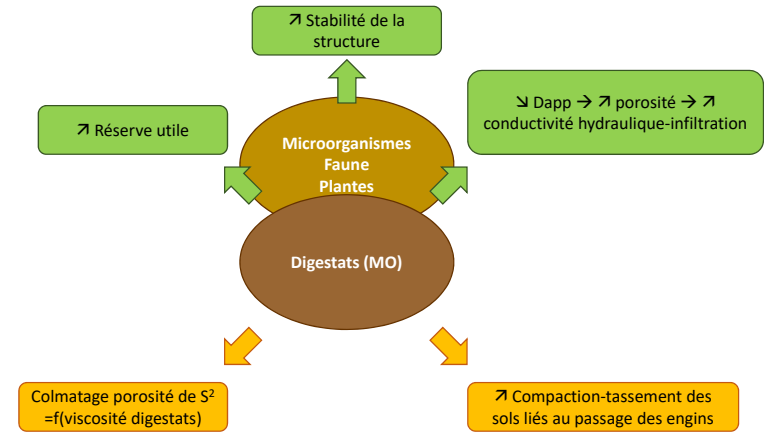 ↗ Stabilité de la
structure
↗ Réserve utile
↘ Dapp → ↗ porosité → ↗
conductivité hydraulique-infiltration
Microorganismes
Faune
Plantes
Digestats (MO)
Colmatage porosité de S²
=f(viscosité digestats)
↗ Compaction-tassement des
sols liés au passage des engins